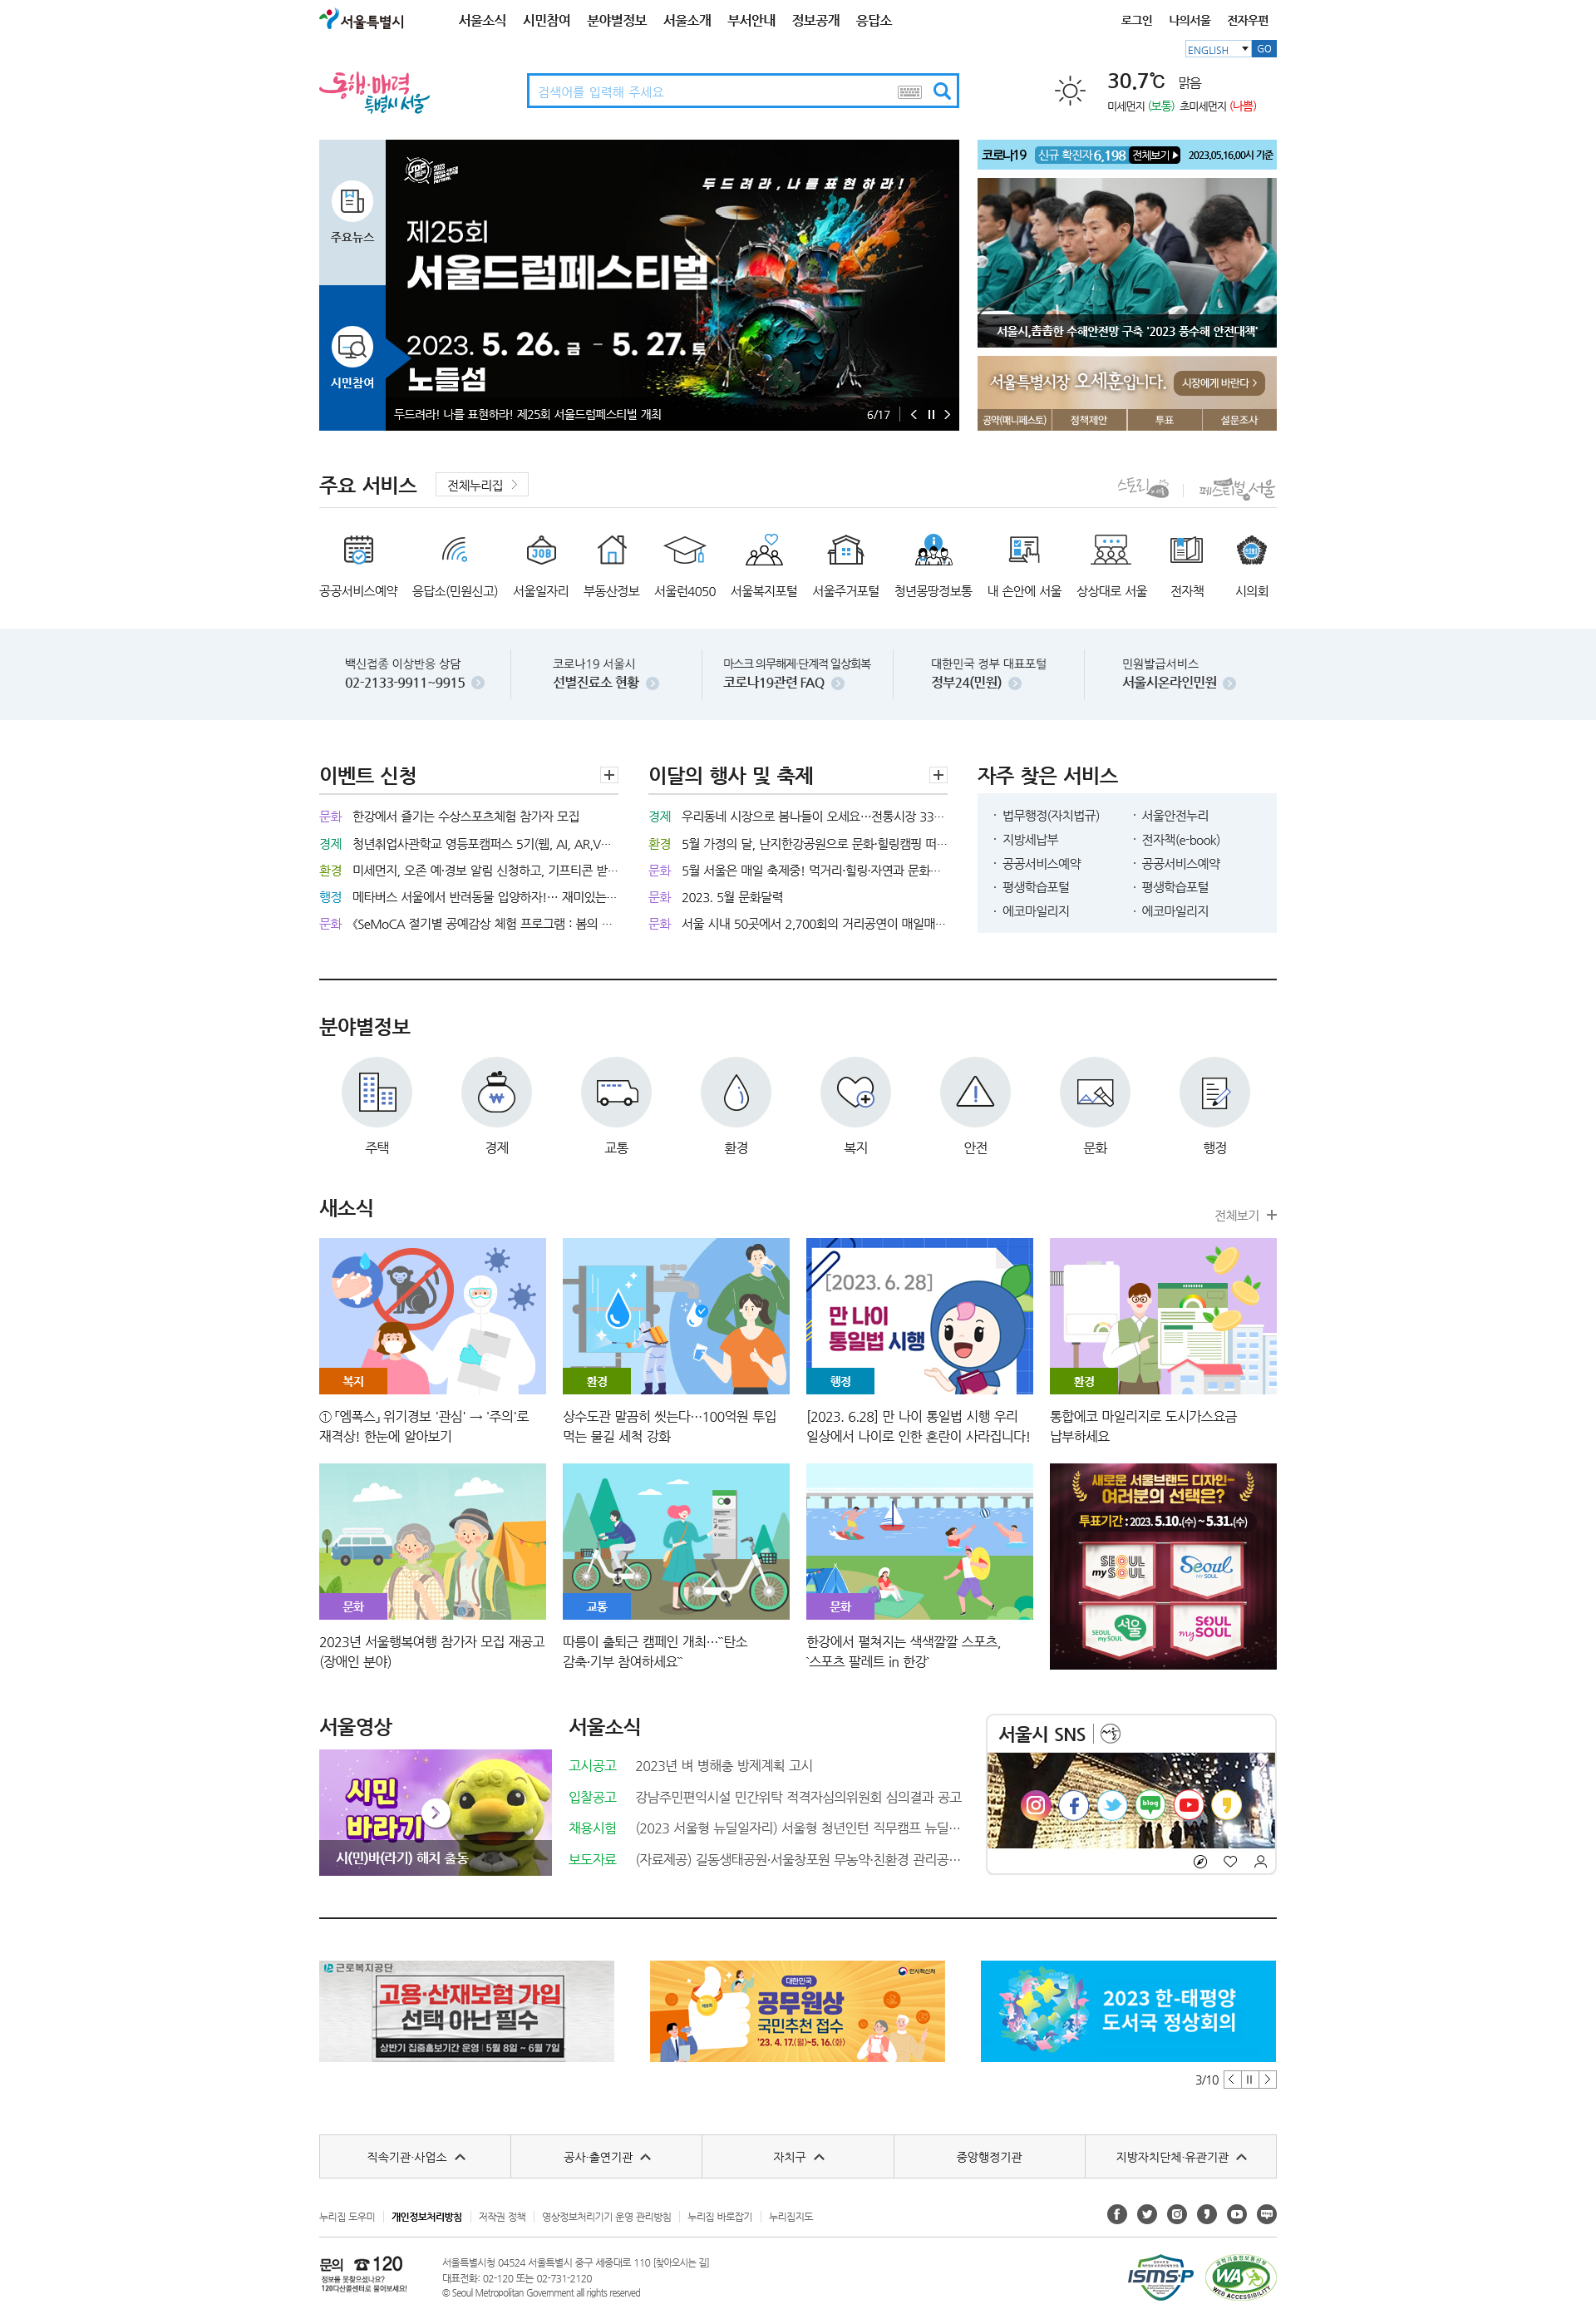 서울특별시
서울소식 시민참여 분야별정보 서울소개 부서안내 정보공개 응답소
로그인 나의서울 전자우편
ENGLISH GO
동행·매력 특별시 서울
검색어를 입력해 주세요
30.7℃ 맑음
미세먼지 (보통) 초미세먼지 (나쁨)
주요뉴스
시민참여
두드려라,나를 표현하라!
제25회
서울드럼페스티벌
2023. 5. 26.금 - 5. 27.토
노들섬
두드려라! 나를 표현하라! 제25회 서울드럼페스티벌 개최
6/17
코로나19 신규 확진자 6,198 전체보기 2023.05.16.00시 기준
서울시,촘촘한 수해안전망 구축 '2023 풍수해 안전대책'
서울특별시장 오세훈입니다. 시장에게 바란다 >
공약(매니페스토) 정책제안 투표 설문조사
주요 서비스
전체누리집
스토리
페스티벌 서울
JOB
공공서비스예약 응답소(민원신고) 서울일자리 부동산정보 서울런4050 서울복지포털 서울주거포털 청년몽땅정보통 내 손안에 서울 상상대로 서울 전자책 시의회
백신접종 이상반응 상담
02-2133-9911~9915
코로나19 서울시
선별진료소 현황
마스크 의무해제·단계적 일상회복
코로나19관련 FAQ
대한민국 정부 대표포털
정부24(민원)
민원발급서비스
서울시온라인민원
이벤트 신청
문화 한강에서 즐기는 수상스포츠체험 참가자 모집
경제 청년취업사관학교 영등포캠퍼스 5기(웹, AI, AR,V…
환경 미세먼지, 오존 예·경보 알림 신청하고, 기프티콘 받…
행정 메타버스 서울에서 반려동물 입양하자!… 재미있는…
문화 《SeMoCA 절기별 공예감상 체험 프로그램 : 봄의 …
이달의 행사 및 축제
경제 우리동네 시장으로 봄나들이 오세요…전통시장 33…
환경 5월 가정의 달, 난지한강공원으로 문화·힐링캠핑 떠…
문화 5월 서울은 매일 축제중! 먹거리·힐링·자연과 문화…
문화 2023. 5월 문화달력
문화 서울 시내 50곳에서 2,700회의 거리공연이 매일매…
자주 찾은 서비스
· 법무행정(자치법규) · 서울안전누리
· 지방세납부 · 전자책(e-book)
· 공공서비스예약 · 공공서비스예약
· 평생학습포털 · 평생학습포털
· 에코마일리지 · 에코마일리지
분야별정보
주택 경제 교통 환경 복지 안전 문화 행정
새소식
전체보기
복지
①「엠폭스」 위기경보 '관심' → '주의'로
재격상! 한눈에 알아보기
환경
상수도관 말끔히 씻는다…100억원 투입
먹는 물길 세척 강화
[2023. 6. 28]
만 나이
통일법 시행
행정
[2023. 6.28] 만 나이 통일법 시행 우리
일상에서 나이로 인한 혼란이 사라집니다!
환경
통합에코 마일리지로 도시가스요금
납부하세요
문화
2023년 서울행복여행 참가자 모집 재공고
(장애인 분야)
교통
따릉이 출퇴근 캠페인 개최…``탄소
감축·기부 참여하세요``
문화
한강에서 펼쳐지는 색색깔깔 스포츠,
`스포츠 팔레트 in 한강`
새로운 서울브랜드 디자인-
여러분의 선택은?
투표기간 : 2023. 5.10.(수) ~ 5.31.(수)
SEOUL my SOUL
Seoul MY SOUL
SEOUL my SOUL 서울
SEOUL my SOUL
서울영상
시민
바라기
시(민)바(라기) 해치 출동
서울소식
고시공고 2023년 벼 병해충 방제계획 고시
입찰공고 강남주민편익시설 민간위탁 적격자심의위원회 심의결과 공고
채용시험 (2023 서울형 뉴딜일자리) 서울형 청년인턴 직무캠프 뉴딜…
보도자료 (자료제공) 길동생태공원·서울창포원 무농약·친환경 관리공…
서울시 SNS
blog
근로복지공단
고용·산재보험 가입
선택 아닌 필수
상반기 집중홍보기간 운영 | 5월 8일 ~ 6월 7일
인사혁신처
대한민국
공무원상
국민추천 접수
'23. 4. 17.(월)~5. 16.(화)
2023 한-태평양
도서국 정상회의
3/10
직속기관·사업소 공사·출연기관 자치구 중앙행정기관 지방자치단체·유관기관
누리집 도우미 개인정보처리방침 저작권 정책 영상정보처리기기 운영 관리방침 누리집 바로잡기 누리집지도
문의 ☎120
정보를 못찾으셨나요?
120다산콜센터로 물어보세요!
서울특별시청 04524 서울특별시 중구 세종대로 110 [찾아오시는 길]
대표전화: 02-120 또는 02-731-2120
© Seoul Metropolitan Government all rights reserved
ISMS-P
과학기술정보통신부
WA
WEB ACCESSIBILITY